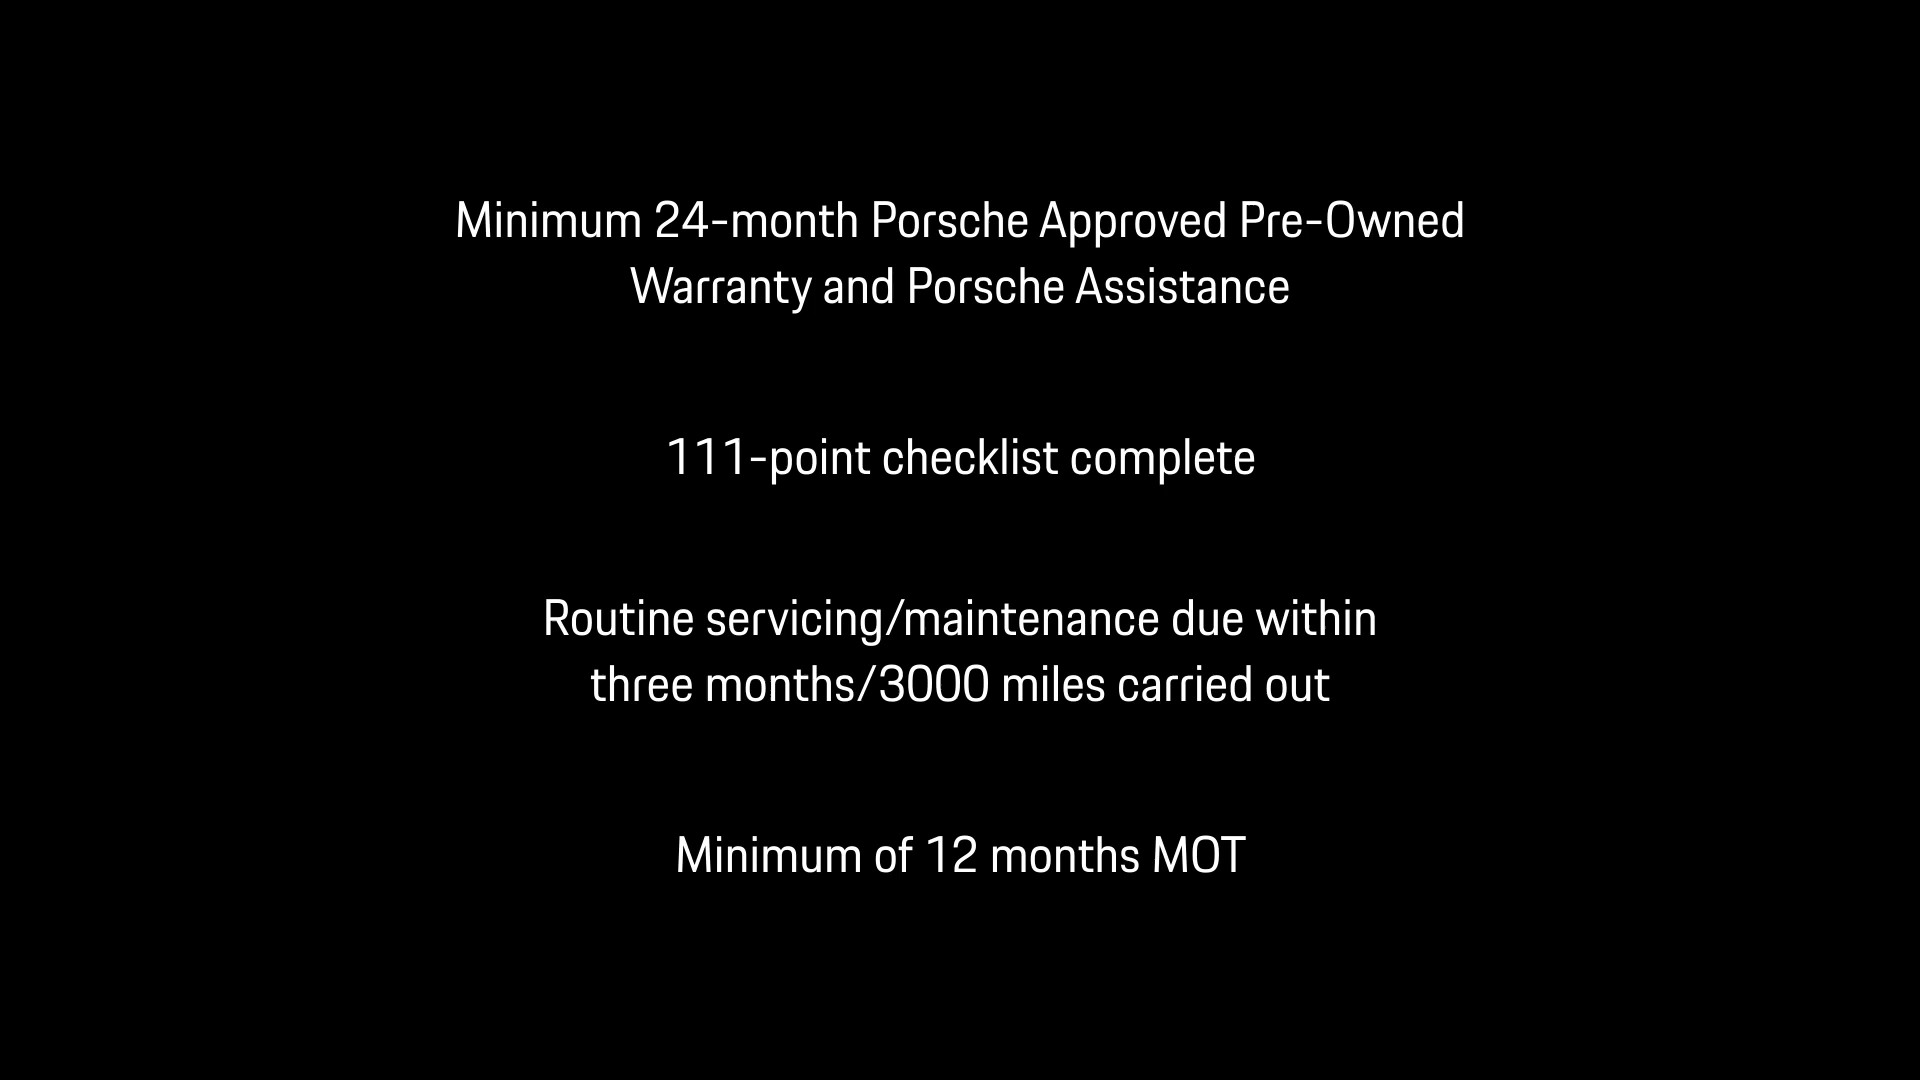 Minimum 24-month Porsche Approved Pre-Owned
Warranty and Porsche Assistance
111-point checklist complete
Routine servicing/maintenance due within
three months/3000 miles carried out
Minimum of 12 months MOT